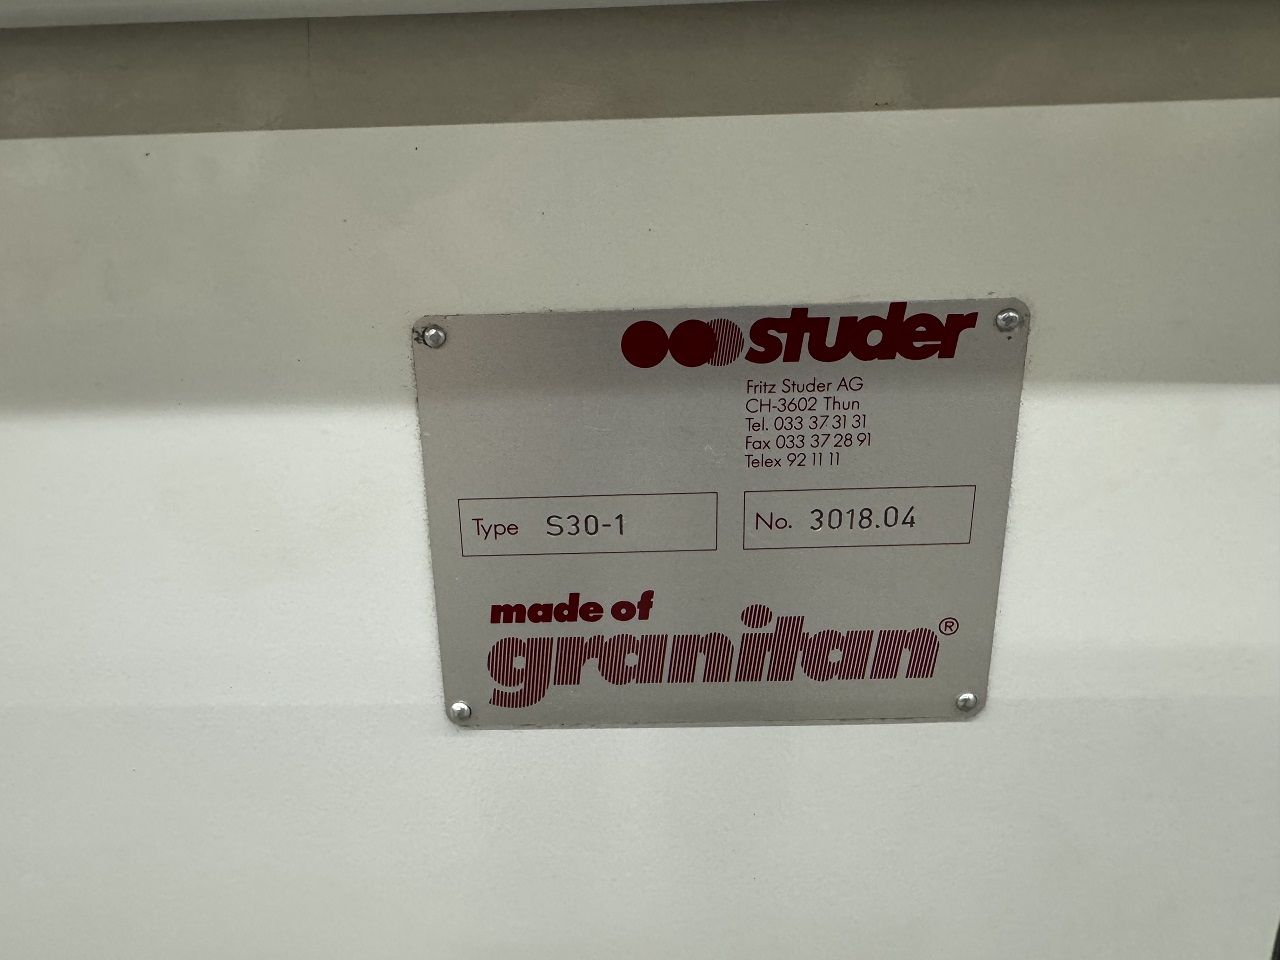 studer
Fritz Studer AG
CH-3602 Thun
Tel. 033 37 31 31
Fax 033 37 28 91
Telex 92 11 11
Type S30-1
No. 3018.04
made of
granitan®